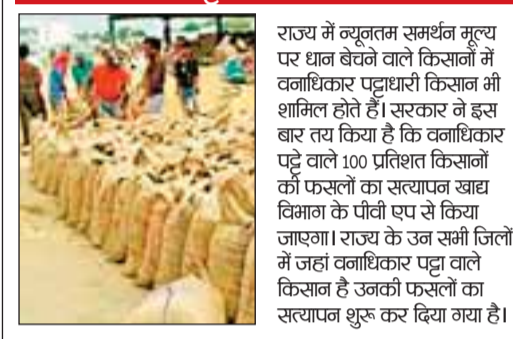 राज्य में न्यूनतम समर्थन मूल्य
पर धान बेचने वाले किसानों में
वनाधिकार पट्टाधारी किसान भी
शामिल होते हैं। सरकार ने इस
बार तय किया है कि वनाधिकार
पट्टे वाले 100 प्रतिशत किसानों
की फसलों का सत्यापन खाद्य
विभाग के पीवी एप से किया
जाएगा। राज्य के उन सभी जिलों
में जहां वनाधिकार पट्टा वाले
किसान है उनकी फसलों का
सत्यापन शुरू कर दिया गया है।